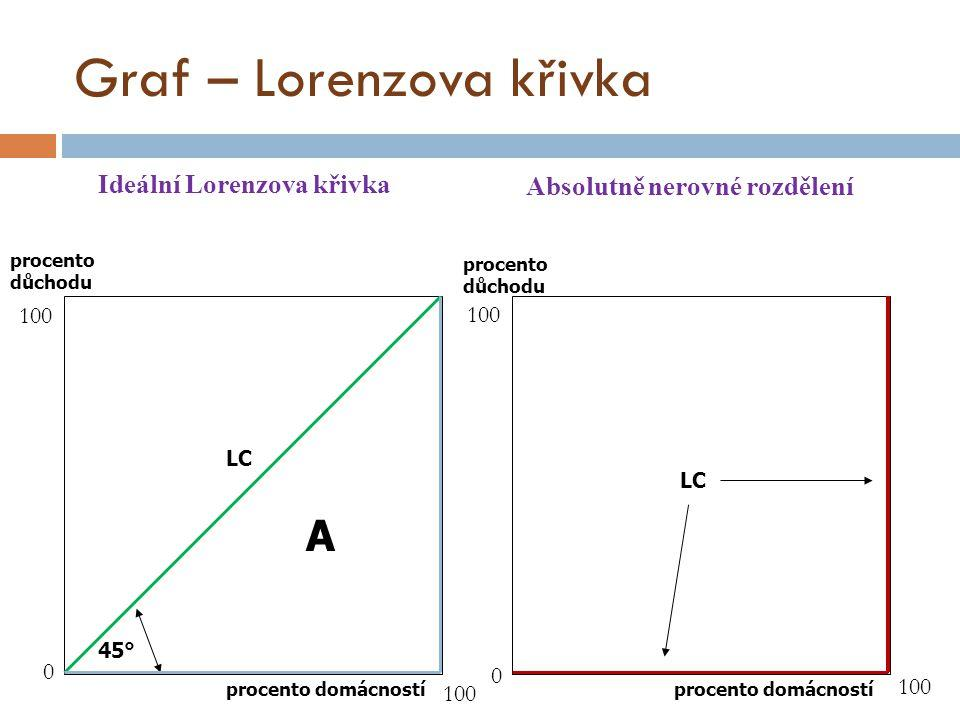 Graf – Lorenzova křivka
Ideální Lorenzova křivka
Absolutně nerovné rozdělení
procento
důchodu
100
LC
A
45°
0
procento domácností
100
procento
důchodu
100
LC
0
procento domácností
100